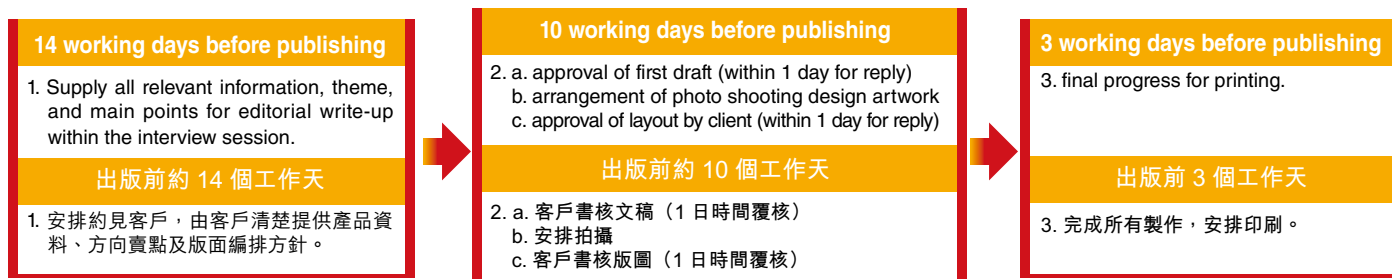 14 working days before publishing
1. Supply all relevant information, theme,
and main points for editorial write-up
within the interview session.
出版前約 14 個工作天
1. 安排約見客戶，由客戶清楚提供產品資
料、方向賣點及版面編排方針。
10 working days before publishing
2. a. approval of first draft (within 1 day for reply)
b. arrangement of photo shooting design artwork
c. approval of layout by client (within 1 day for reply)
出版前約 10 個工作天
2. a. 客戶書核文稿（1 日時間覆核）
b. 安排拍攝
c. 客戶書核版圖（1 日時間覆核）
3 working days before publishing
3. final progress for printing.
出版前 3 個工作天
3. 完成所有製作，安排印刷。